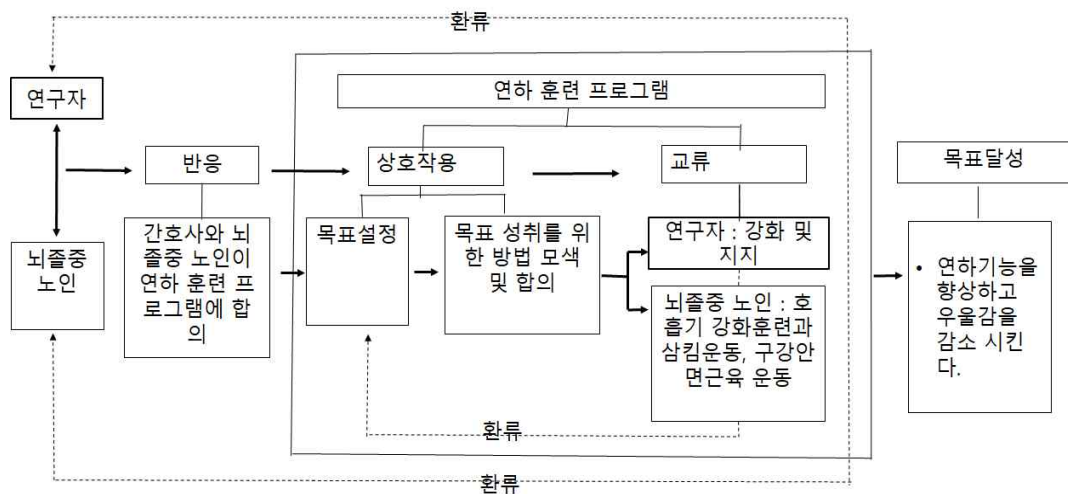 환류
연하 훈련 프로그램
연구자
반응
상호작용
교류
목표달성
간호사와 뇌
졸중 노인이
연하 훈련 프
로그램에 합
의
목표설정
목표 성취를 위
한 방법 모색
및 합의
연구자 : 강화 및
지지
뇌졸중
노인
뇌졸중 노인 : 호
흡기 강화훈련과
삼킴운동, 구강안
면근육 운동
• 연하기능을
향상하고
우울감을
감소 시킨
다.
환류
환류